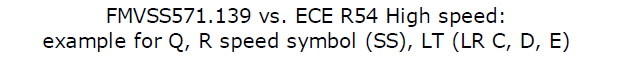 FMVSS571.139 vs. ECE R54 High speed:
example for Q, R speed symbol (SS), LT (LR C, D, E)